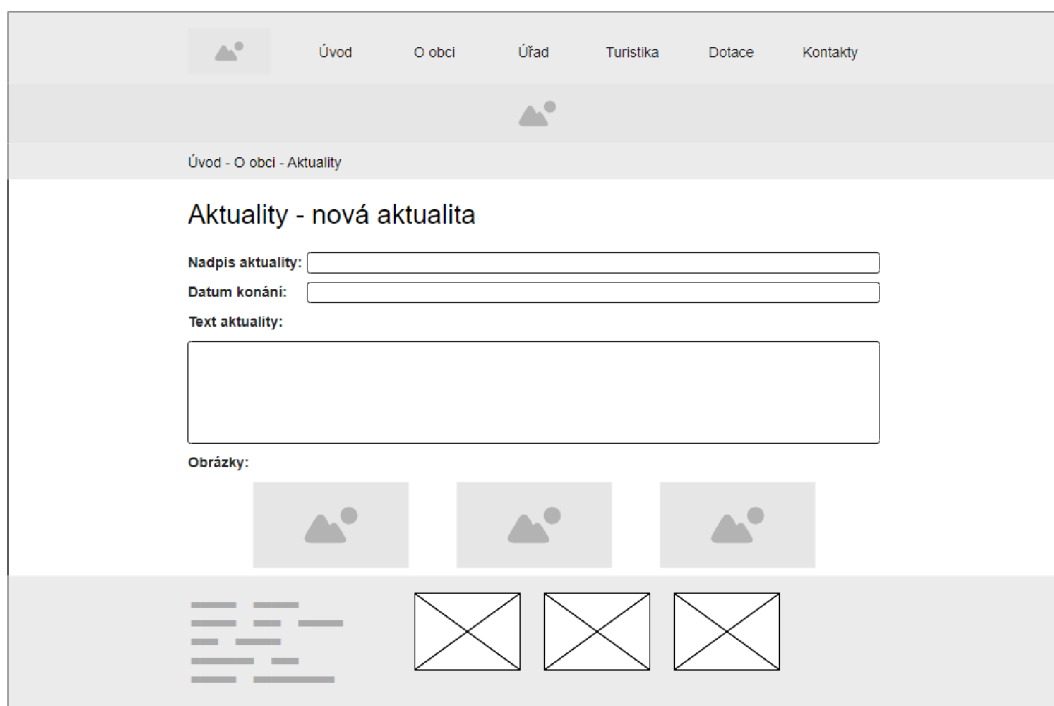 Úvod O obci Úřad Turistika Dotace Kontakty
Úvod - O obci - Aktuality
Aktuality - nová aktualita
Nadpis aktuality:
Datum konání:
Text aktuality:
Obrázky: